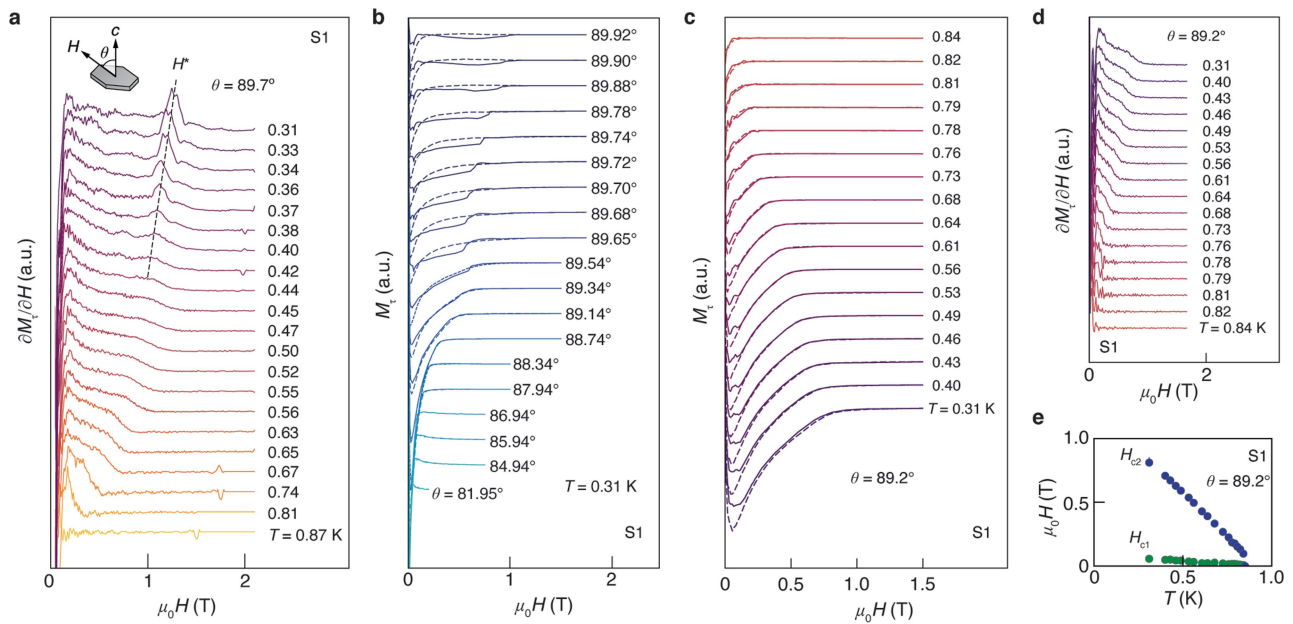 a
S1
c
H
θ
H*
θ = 89.7°
0.31
0.33
0.34
0.36
0.37
0.38
0.40
0.42
0.44
0.45
0.47
0.50
0.52
0.55
0.56
0.63
0.65
0.67
0.74
0.81
T = 0.87 K
∂Mτ/∂H (a.u.)
0 1 2
μ0H (T)
b
89.92°
89.90°
89.88°
89.78°
89.74°
89.72°
89.70°
89.68°
89.65°
89.54°
89.34°
89.14°
88.74°
88.34°
87.94°
86.94°
85.94°
84.94°
θ = 81.95°
T = 0.31 K
S1
Mτ (a.u.)
0 1 2
μ0H (T)
c
0.84
0.82
0.81
0.79
0.78
0.76
0.73
0.68
0.64
0.61
0.56
0.53
0.49
0.46
0.43
0.40
T = 0.31 K
θ = 89.2°
S1
Mτ (a.u.)
0 0.5 1.0 1.5
μ0H (T)
d
θ = 89.2°
0.31
0.40
0.43
0.46
0.49
0.53
0.56
0.61
0.64
0.68
0.73
0.76
0.78
0.79
0.81
0.82
T = 0.84 K
S1
∂Mτ/∂H (a.u.)
0 2
μ0H (T)
e
1.0
0.5
0
μ0H (T)
Hc2
S1
θ = 89.2°
Hc1
0 0.5 1.0
T (K)